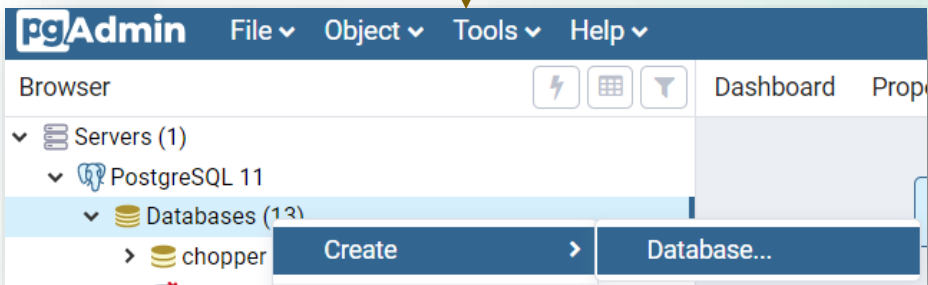 pgAdmin File Object Tools Help
Browser Dashboard
Servers (1)
PostgreSQL 11
Databases (13)
chopper Create Database...